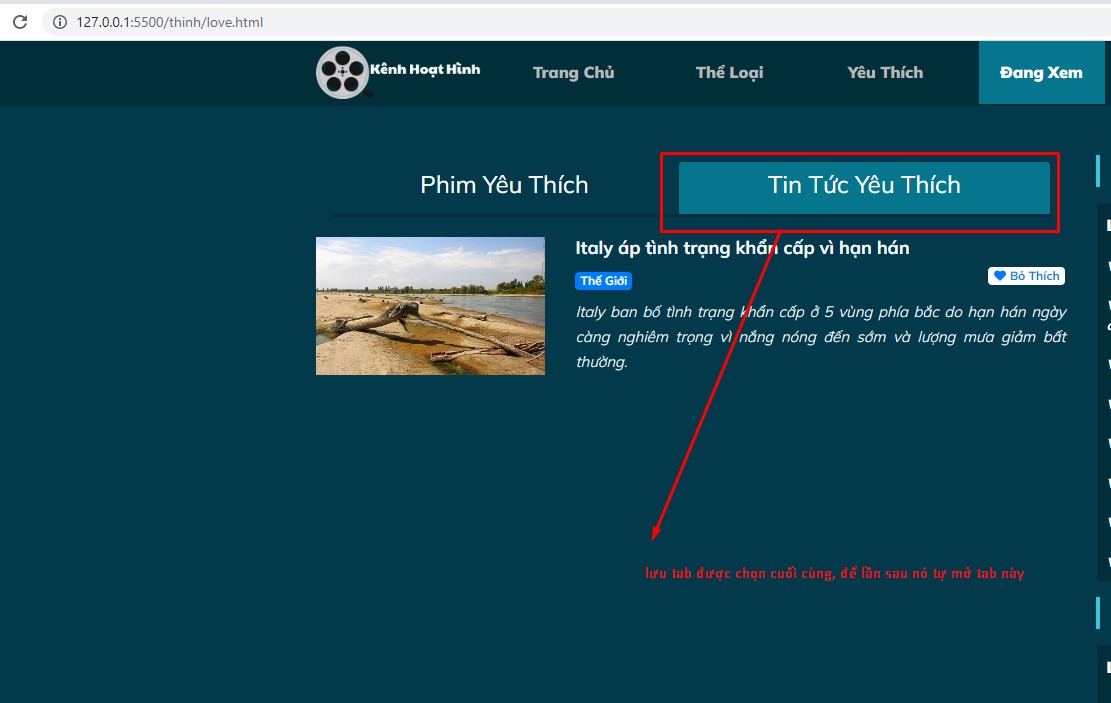 127.0.0.1:5500/thinh/love.html
Kênh Hoạt Hình
Trang Chủ
Thể Loại
Yêu Thích
Đang Xem
Phim Yêu Thích
Tin Tức Yêu Thích
Italy áp tình trạng khẩn cấp vì hạn hán
Thế Giới
Bỏ Thích
Italy ban bố tình trạng khẩn cấp ở 5 vùng phía bắc do hạn hán ngày
càng nghiêm trọng vì nắng nóng đến sớm và lượng mưa giảm bất
thường.
lưu tab được chọn cuối cùng, để lần sau nó tự mở tab này